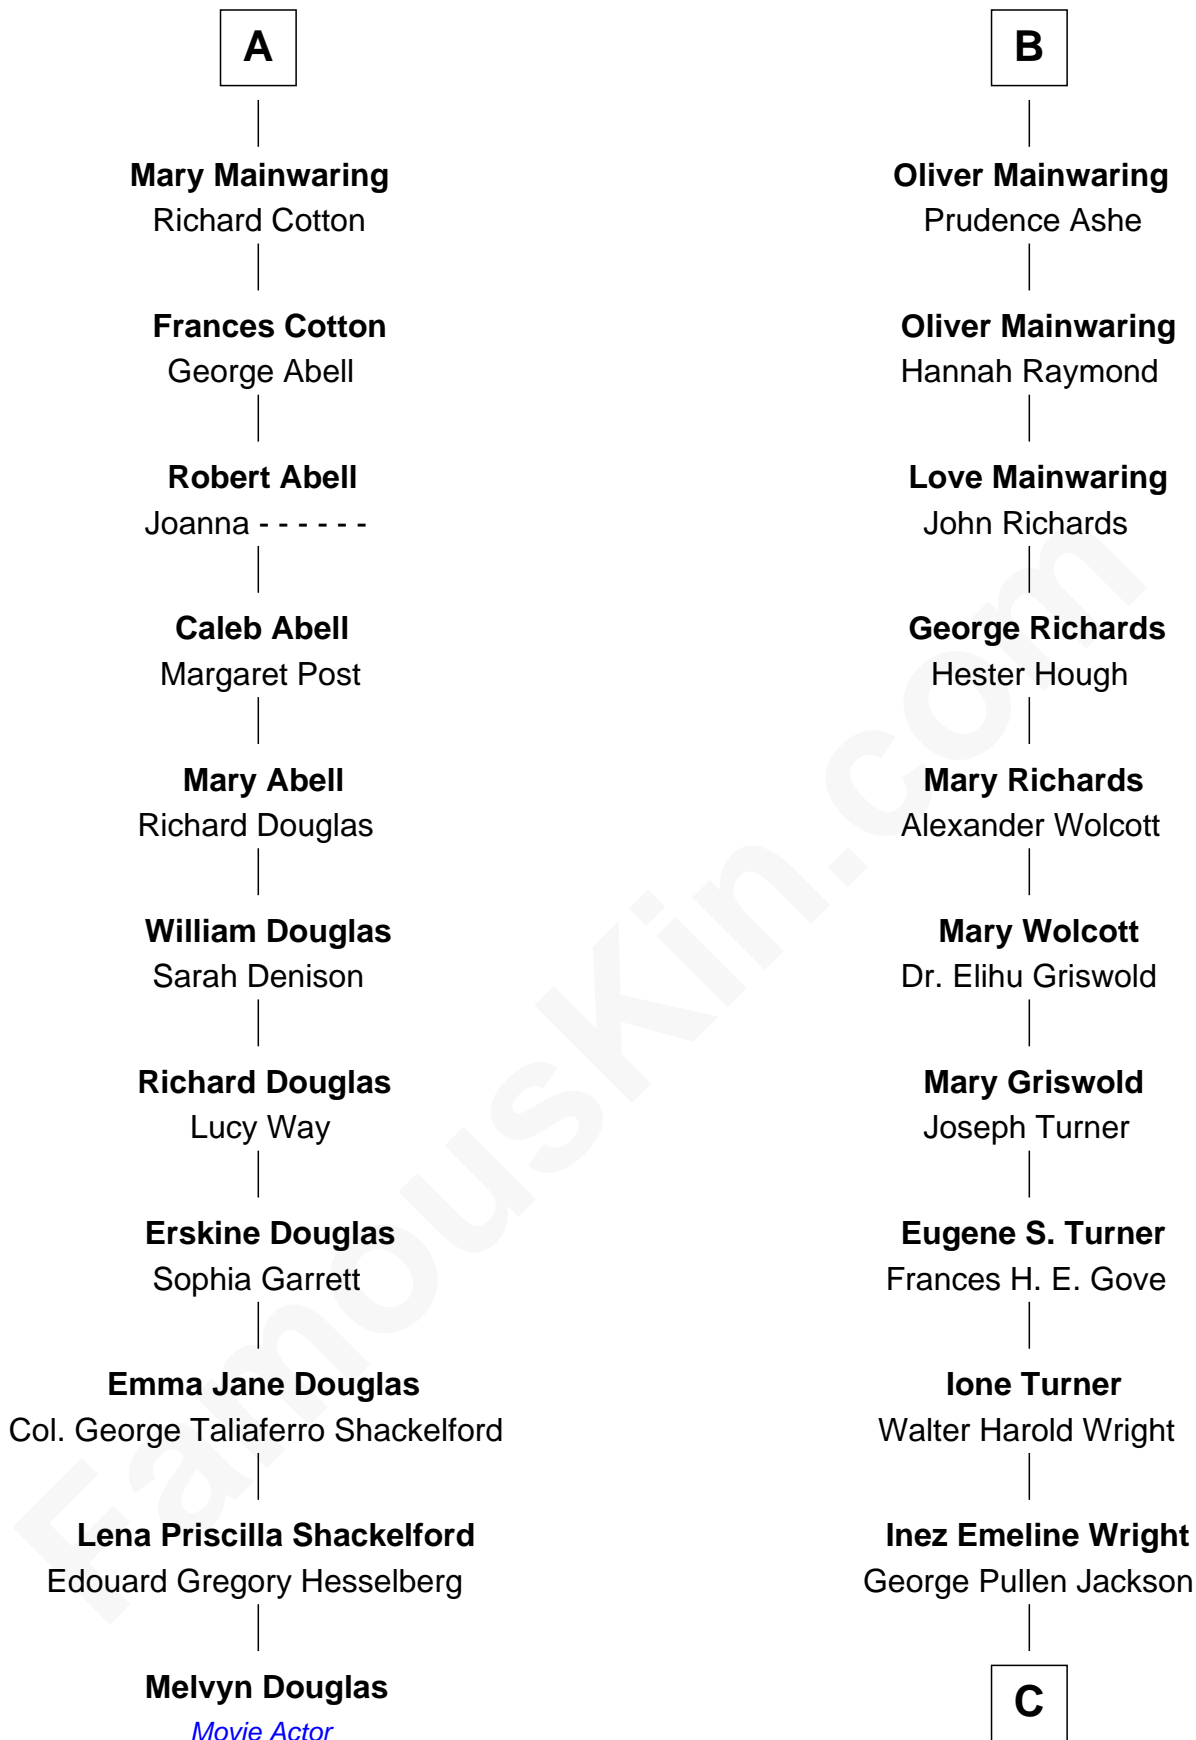 A
Mary Mainwaring
Richard Cotton
Frances Cotton
George Abell
Robert Abell
Joanna - - - - - -
Caleb Abell
Margaret Post
Mary Abell
Richard Douglas
William Douglas
Sarah Denison
Richard Douglas
Lucy Way
Erskine Douglas
Sophia Garrett
Emma Jane Douglas
Col. George Taliaferro Shackelford
Lena Priscilla Shackelford
Edouard Gregory Hesselberg
Melvyn Douglas
Movie Actor
B
Oliver Mainwaring
Prudence Ashe
Oliver Mainwaring
Hannah Raymond
Love Mainwaring
John Richards
George Richards
Hester Hough
Mary Richards
Alexander Wolcott
Mary Wolcott
Dr. Elihu Griswold
Mary Griswold
Joseph Turner
Eugene S. Turner
Frances H. E. Gove
Ione Turner
Walter Harold Wright
Inez Emeline Wright
George Pullen Jackson
C
FamousKin.com